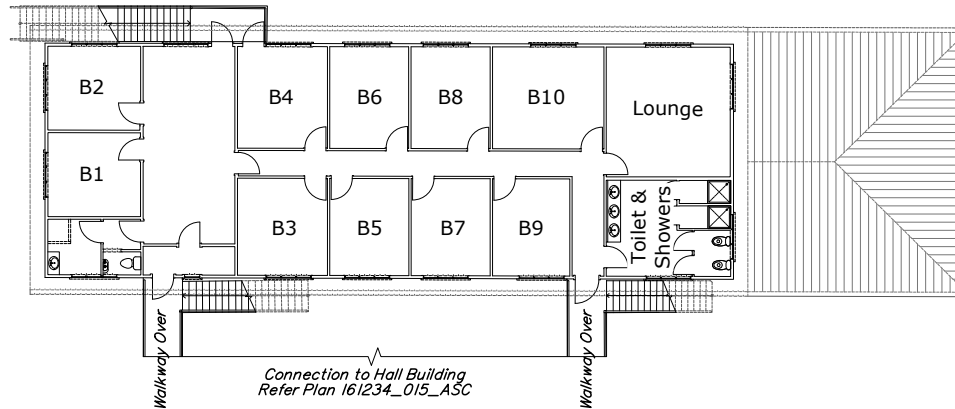 B2
B4
B6
B8
B10
Lounge
B1
B3
B5
B7
B9
Toilet &
Showers
Walkway Over
Walkway Over
Connection to Hall Building
Refer Plan 161234_015_ASC